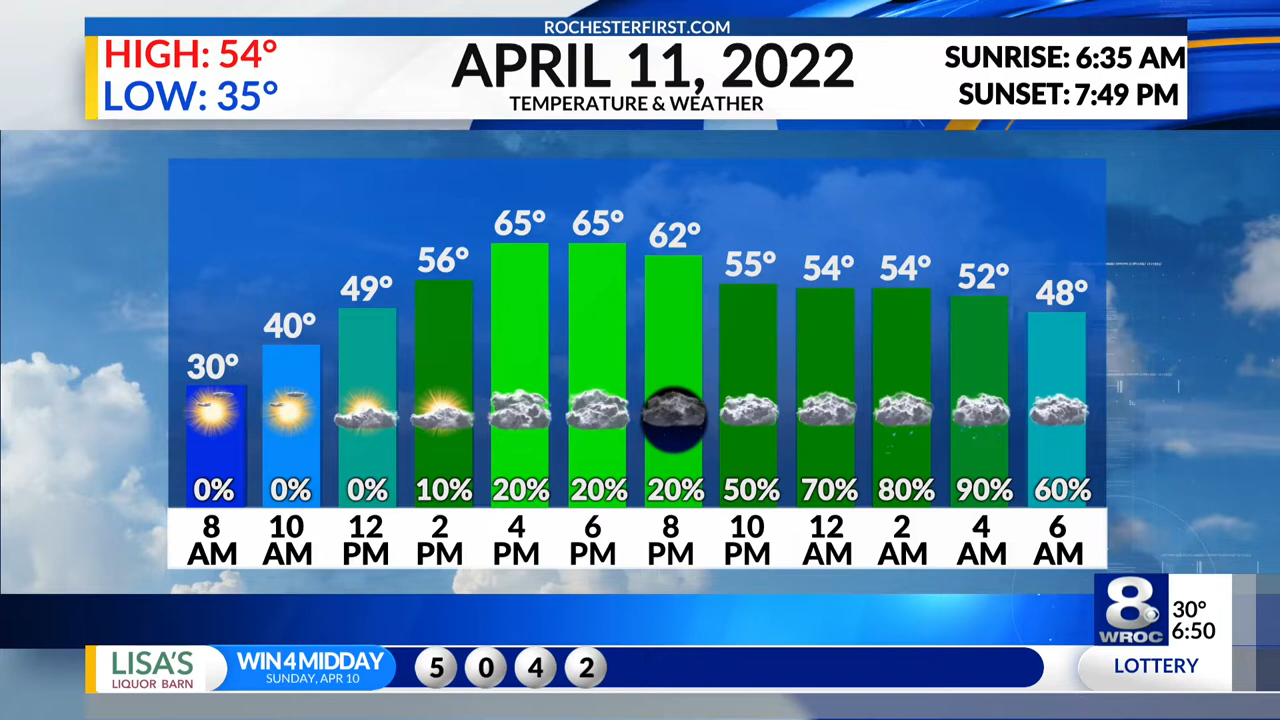 ROCHESTERFIRST.COM
HIGH: 54°
LOW: 35°
APRIL 11, 2022
TEMPERATURE & WEATHER
SUNRISE: 6:35 AM
SUNSET: 7:49 PM
30° 40° 49° 56° 65° 65° 62° 55° 54° 54° 52° 48°
0% 0% 0% 10% 20% 20% 20% 50% 70% 80% 90% 60%
8 10 12 2 4 6 8 10 12 2 4 6
AM AM PM PM PM PM PM PM AM AM AM AM
8
WROC
30°
6:50
LISA'S
LIQUOR BARN
WIN 4 MIDDAY
SUNDAY, APR 10
5 0 4 2
LOTTERY